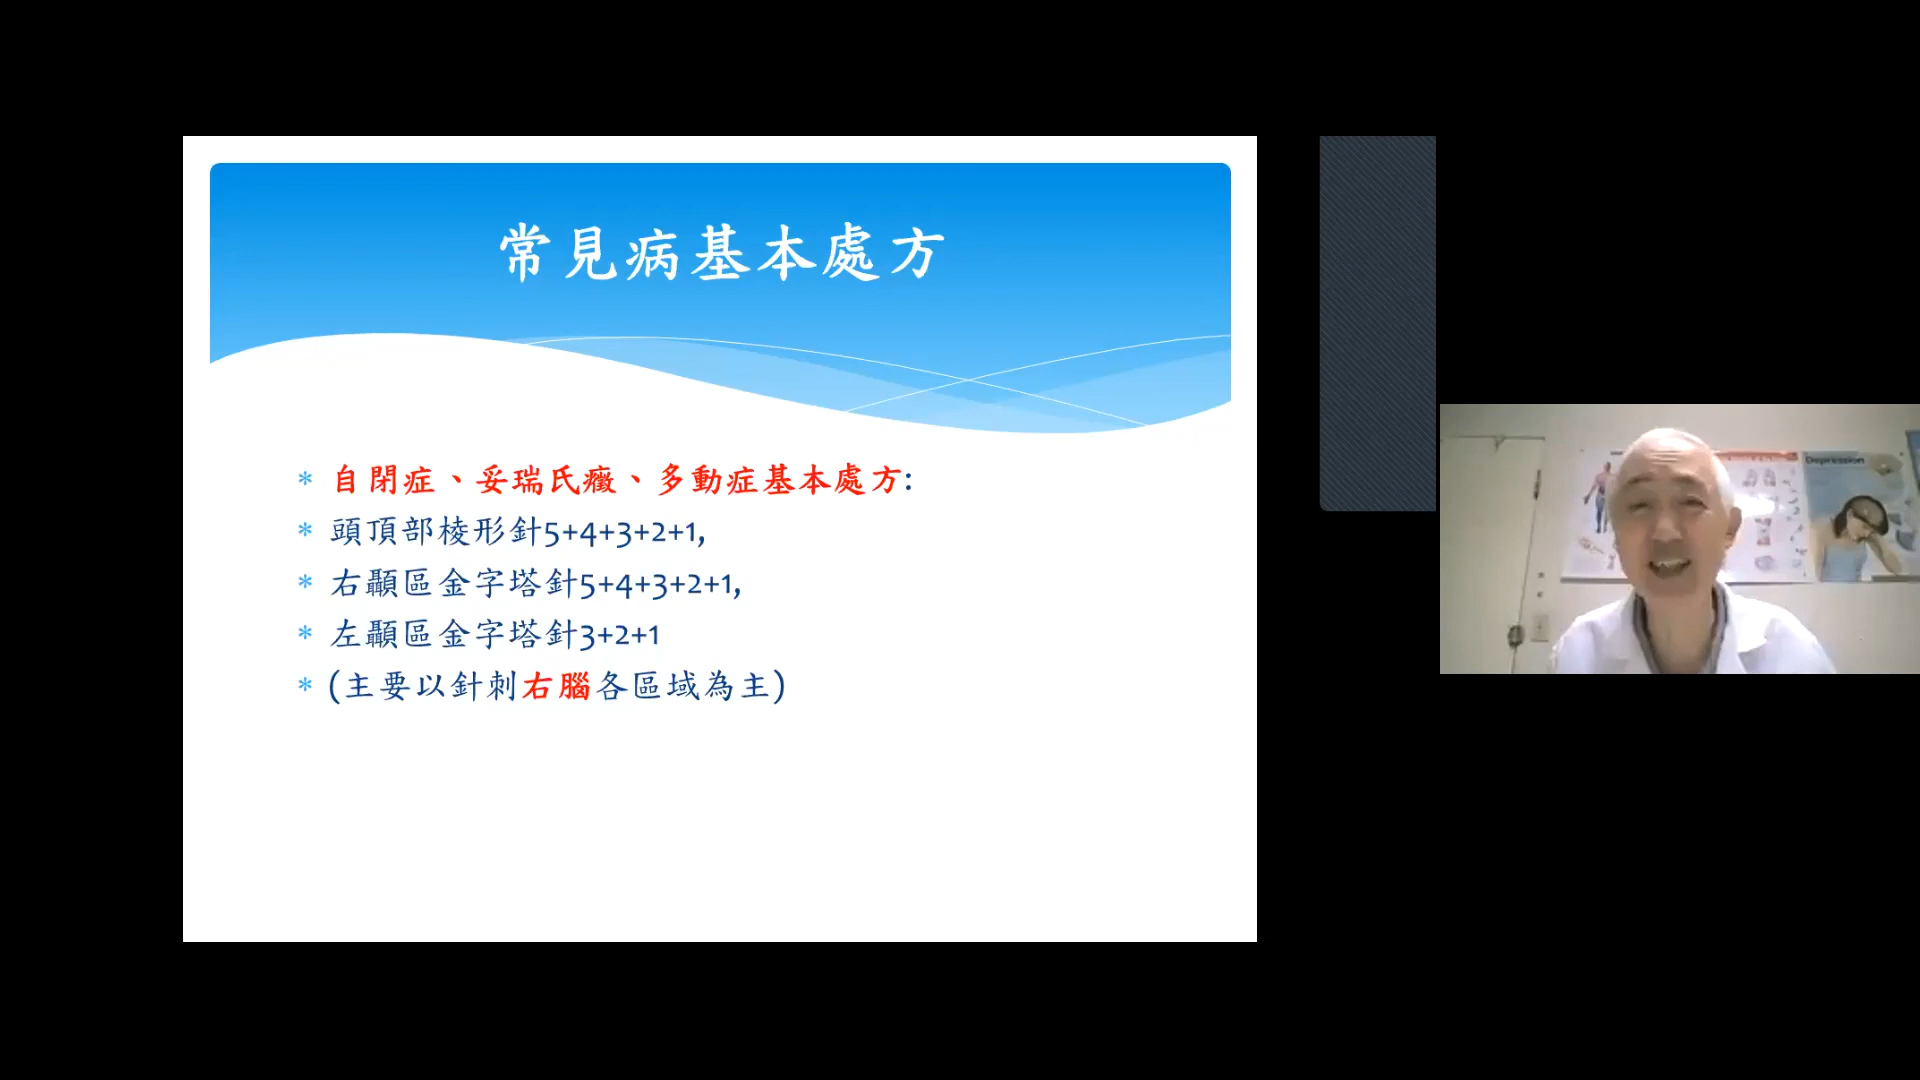 常見病基本處方
* 自閉症、妥瑞氏癥、多動症基本處方:
* 頭頂部棱形針5+4+3+2+1,
* 右顳區金字塔針5+4+3+2+1,
* 左顳區金字塔針3+2+1
* (主要以針刺右腦各區域為主)
Depression